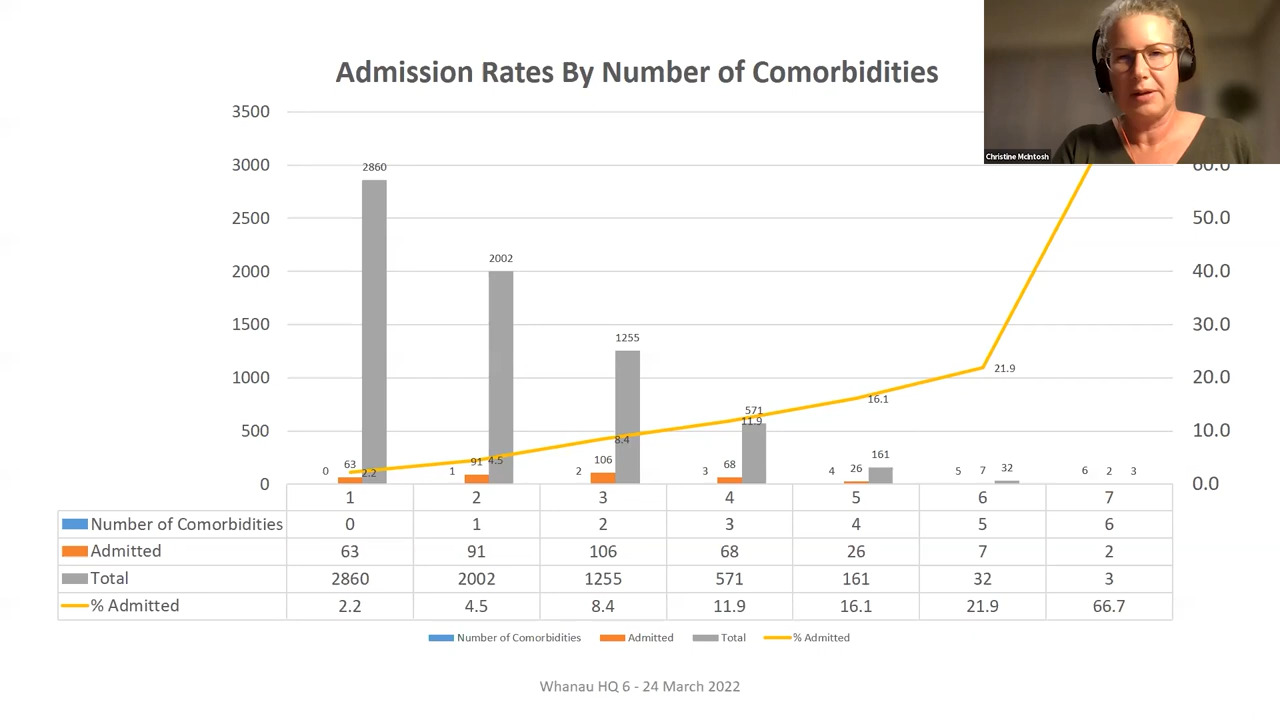 Admission Rates By Number of Comorbidities
Christine McIntosh
3500
3000
2500
2000
1500
1000
500
0
60.0
50.0
40.0
30.0
20.0
10.0
0.0
0 63 2.2 2860
1 91 4.5 2002
2 106 8.4 1255
3 68 11.9 571
4 26 16.1 161
5 7 21.9 32
6 2 3
1 2 3 4 5 6 7
Number of Comorbidities 0 1 2 3 4 5 6
Admitted 63 91 106 68 26 7 2
Total 2860 2002 1255 571 161 32 3
% Admitted 2.2 4.5 8.4 11.9 16.1 21.9 66.7
Number of Comorbidities Admitted Total % Admitted
Whanau HQ 6 - 24 March 2022